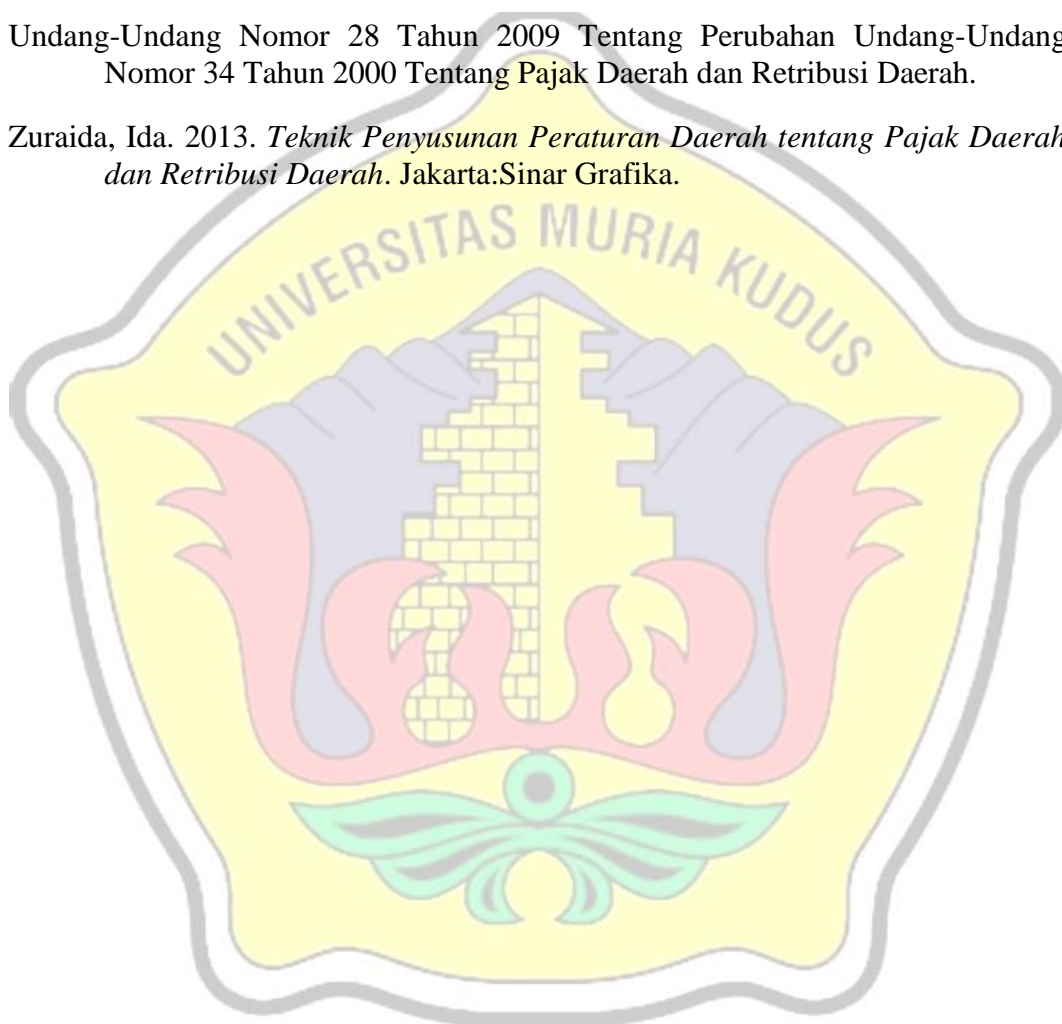 Undang-Undang Nomor 28 Tahun 2009 Tentang Perubahan Undang-Undang
Nomor 34 Tahun 2000 Tentang Pajak Daerah dan Retribusi Daerah.
Zuraida, Ida. 2013. Teknik Penyusunan Peraturan Daerah tentang Pajak Daerah
dan Retribusi Daerah. Jakarta:Sinar Grafika.
UNIVERSITAS MURIA KUDUS